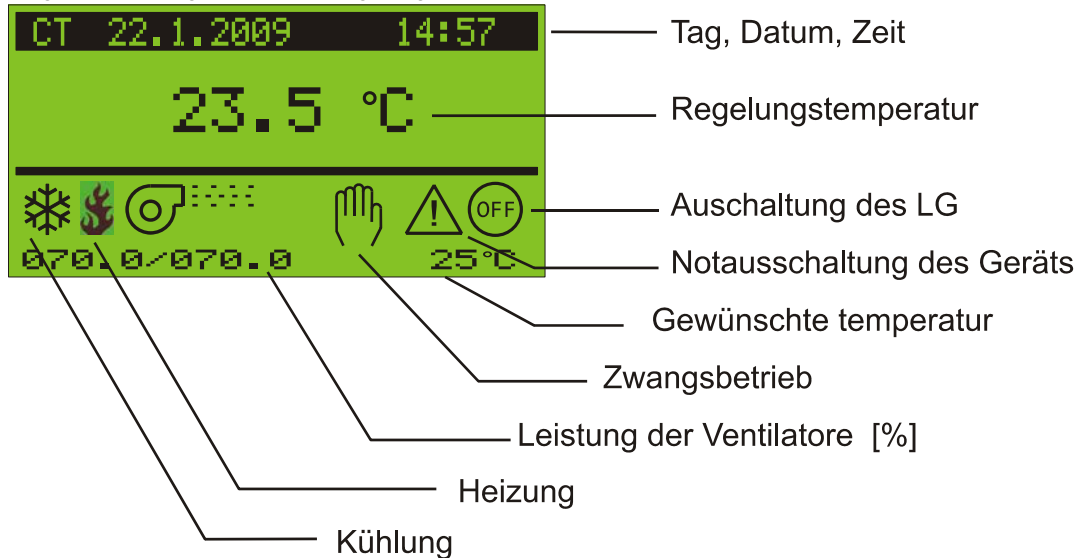 CT 22.1.2009 14:57
Tag, Datum, Zeit
23.5 °C
Regelungstemperatur
OFF
Auschaltung des LG
Notausschaltung des Geräts
070.0/070.0 25°C
Gewünschte temperatur
Zwangsbetrieb
Leistung der Ventilatore [%]
Heizung
Kühlung